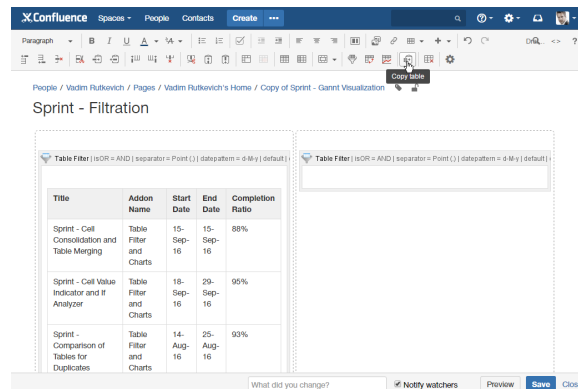 Confluence Spaces People Contacts Create •••
Paragraph B I U A
Copy table
People / Vadim Rutkevich / Pages / Vadim Rutkevich's Home / Copy of Sprint - Gannt Visualization
Sprint - Filtration
Table Filter | isOR = AND | separator = Point (.) | datepattern = d-M-y | default |
Table Filter | isOR = AND | separator = Point (.) | datepattern = d-M-y | default |
Title Addon Name Start Date End Date Completion Ratio
Sprint - Cell Consolidation and Table Merging Table Filter and Charts 15-Sep-16 15-Sep-16 88%
Sprint - Cell Value Indicator and If Analyzer Table Filter and Charts 18-Sep-16 29-Sep-16 95%
Sprint - Comparison of Tables for Duplicates Table Filter and Charts 14-Aug-16 25-Aug-16 93%
What did you change? Notify watchers Preview Save Clos